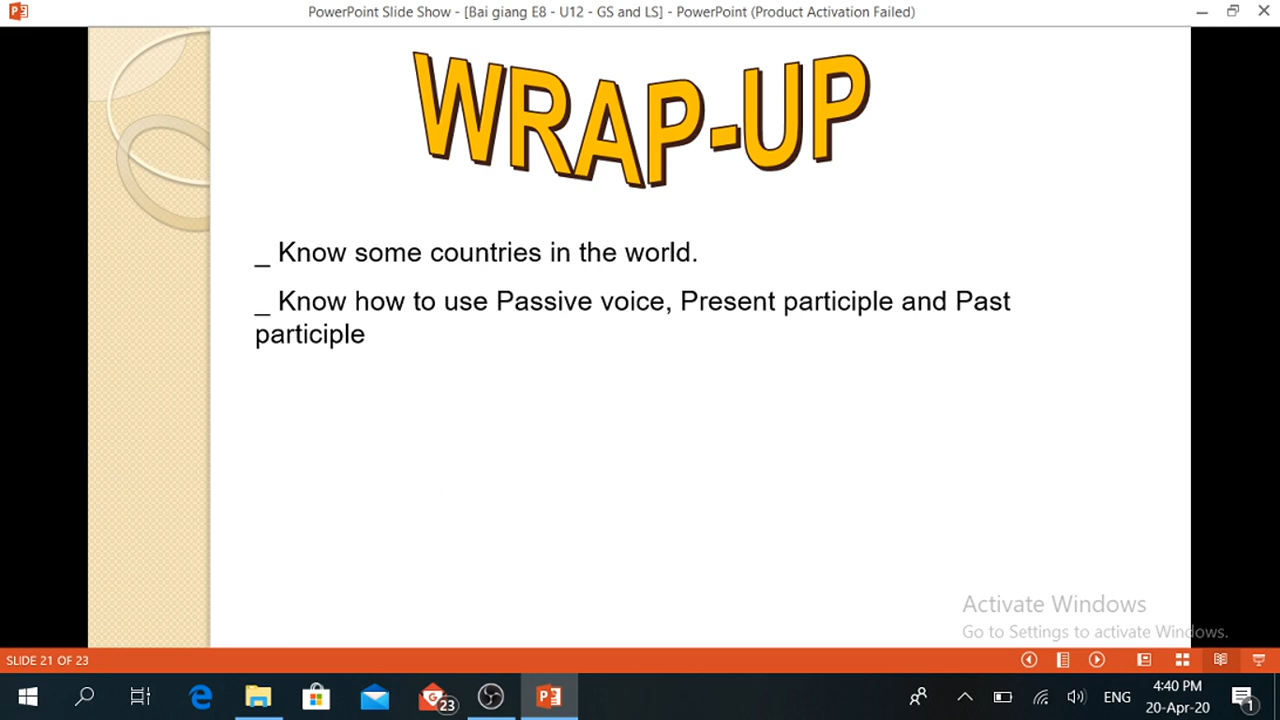 PowerPoint Slide Show - [Bai giang E8 - U12 - GS and LS] - PowerPoint (Product Activation Failed)
WRAP-UP
_ Know some countries in the world.
_ Know how to use Passive voice, Present participle and Past
participle
Activate Windows
Go to Settings to activate Windows.
SLIDE 21 OF 23
23
ENG
4:40 PM
20-Apr-20
1